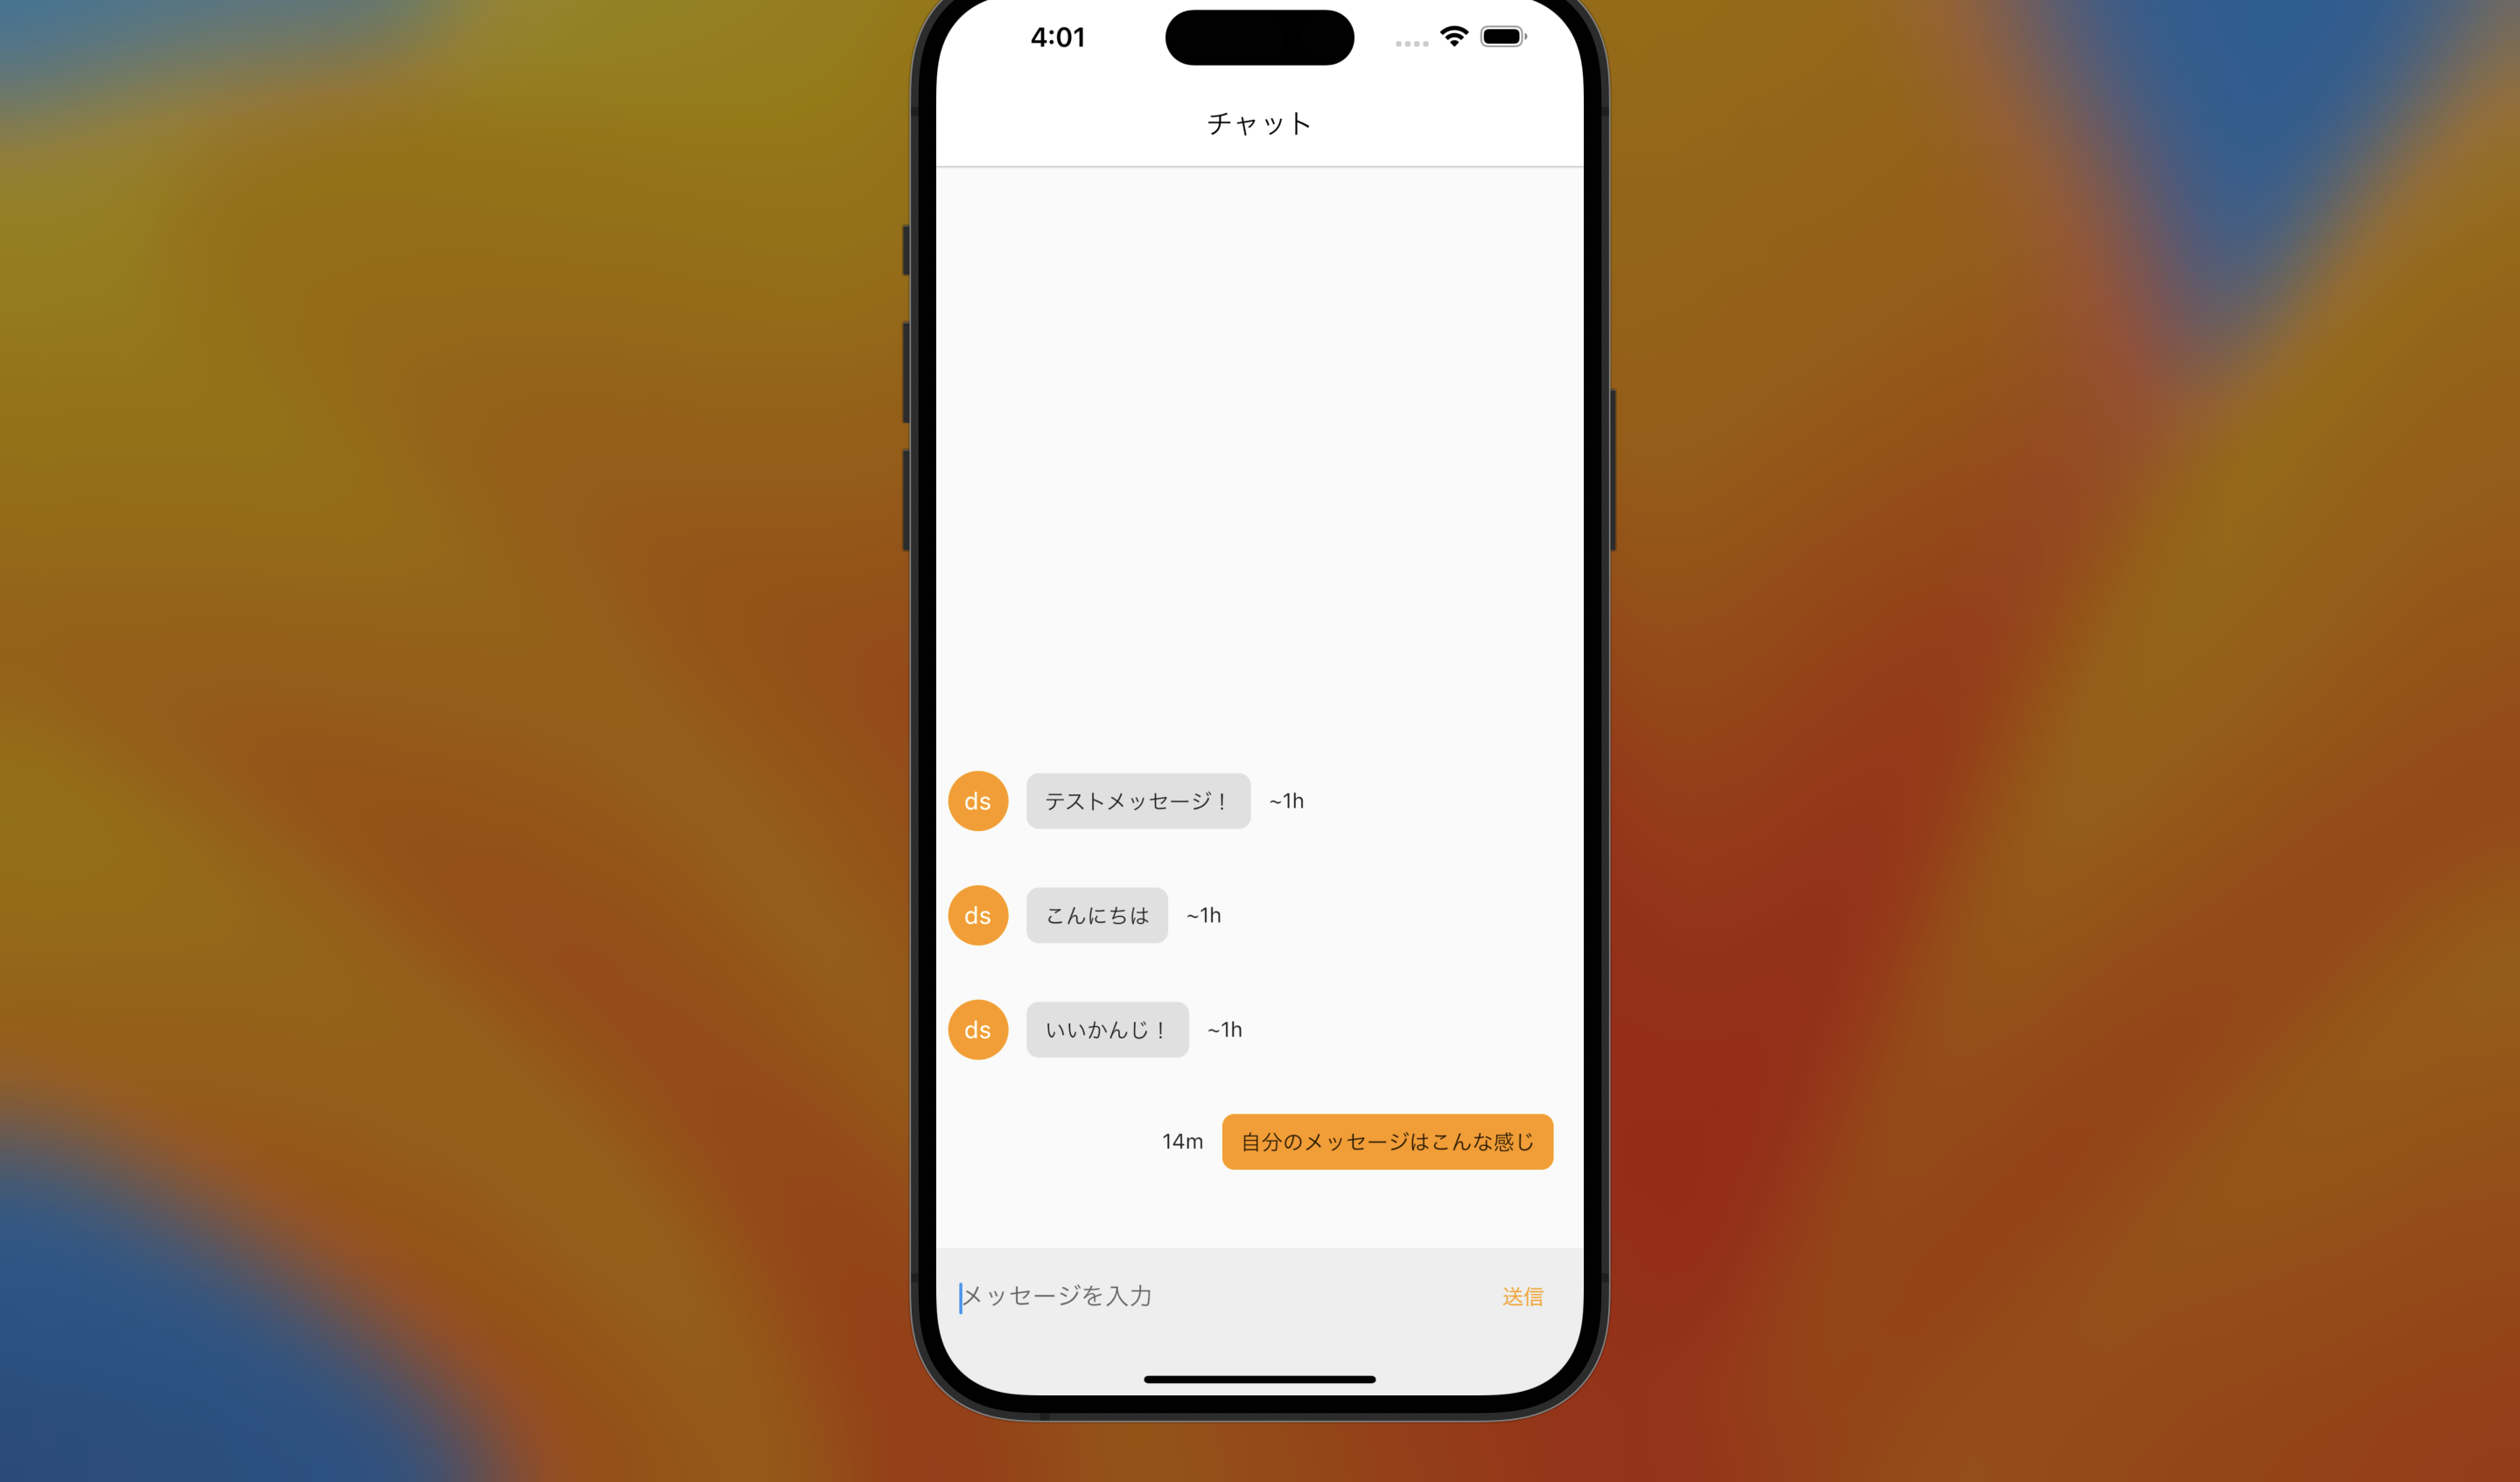 4:01
チャット
ds テストメッセージ！ ~1h
ds こんにちは ~1h
ds いいかんじ！ ~1h
14m 自分のメッセージはこんな感じ
メッセージを入力 送信